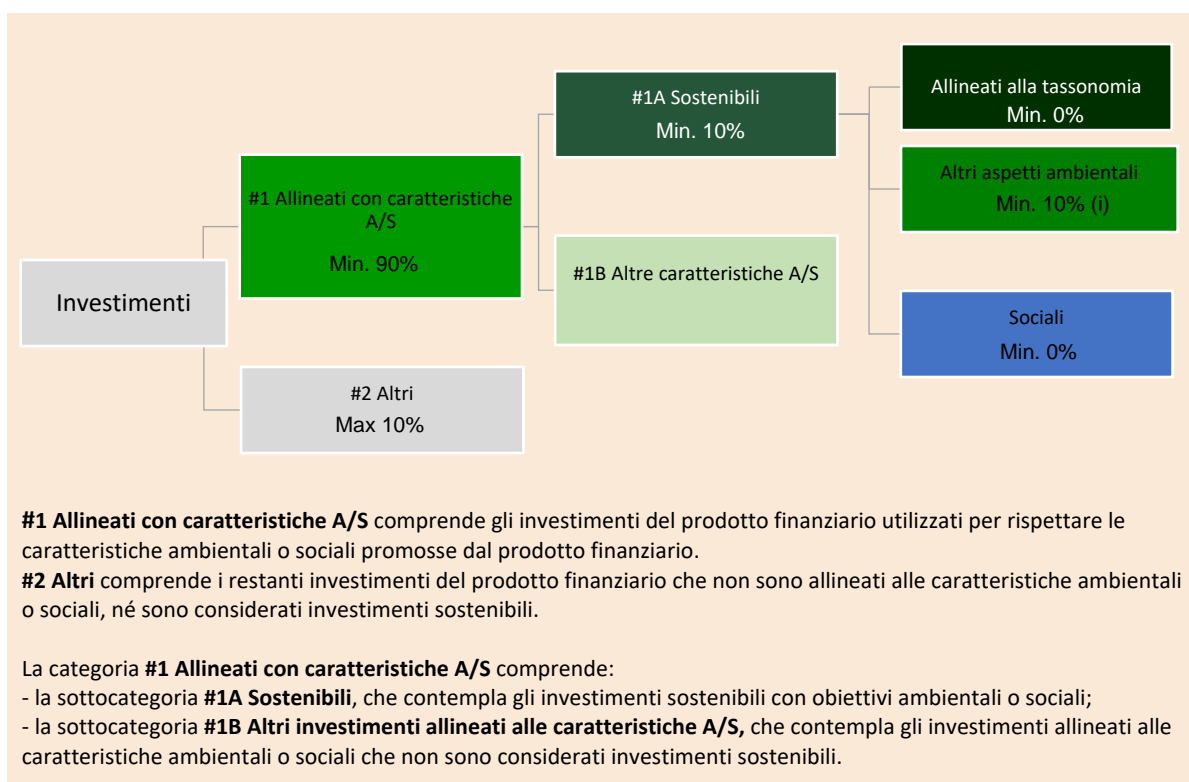 Investimenti
#1 Allineati con caratteristiche
A/S
Min. 90%
#2 Altri
Max 10%
#1A Sostenibili
Min. 10%
#1B Altre caratteristiche A/S
Allineati alla tassonomia
Min. 0%
Altri aspetti ambientali
Min. 10% (i)
Sociali
Min. 0%
#1 Allineati con caratteristiche A/S comprende gli investimenti del prodotto finanziario utilizzati per rispettare le
caratteristiche ambientali o sociali promosse dal prodotto finanziario.
#2 Altri comprende i restanti investimenti del prodotto finanziario che non sono allineati alle caratteristiche ambientali
o sociali, né sono considerati investimenti sostenibili.
La categoria #1 Allineati con caratteristiche A/S comprende:
- la sottocategoria #1A Sostenibili, che contempla gli investimenti sostenibili con obiettivi ambientali o sociali;
- la sottocategoria #1B Altri investimenti allineati alle caratteristiche A/S, che contempla gli investimenti allineati alle
caratteristiche ambientali o sociali che non sono considerati investimenti sostenibili.